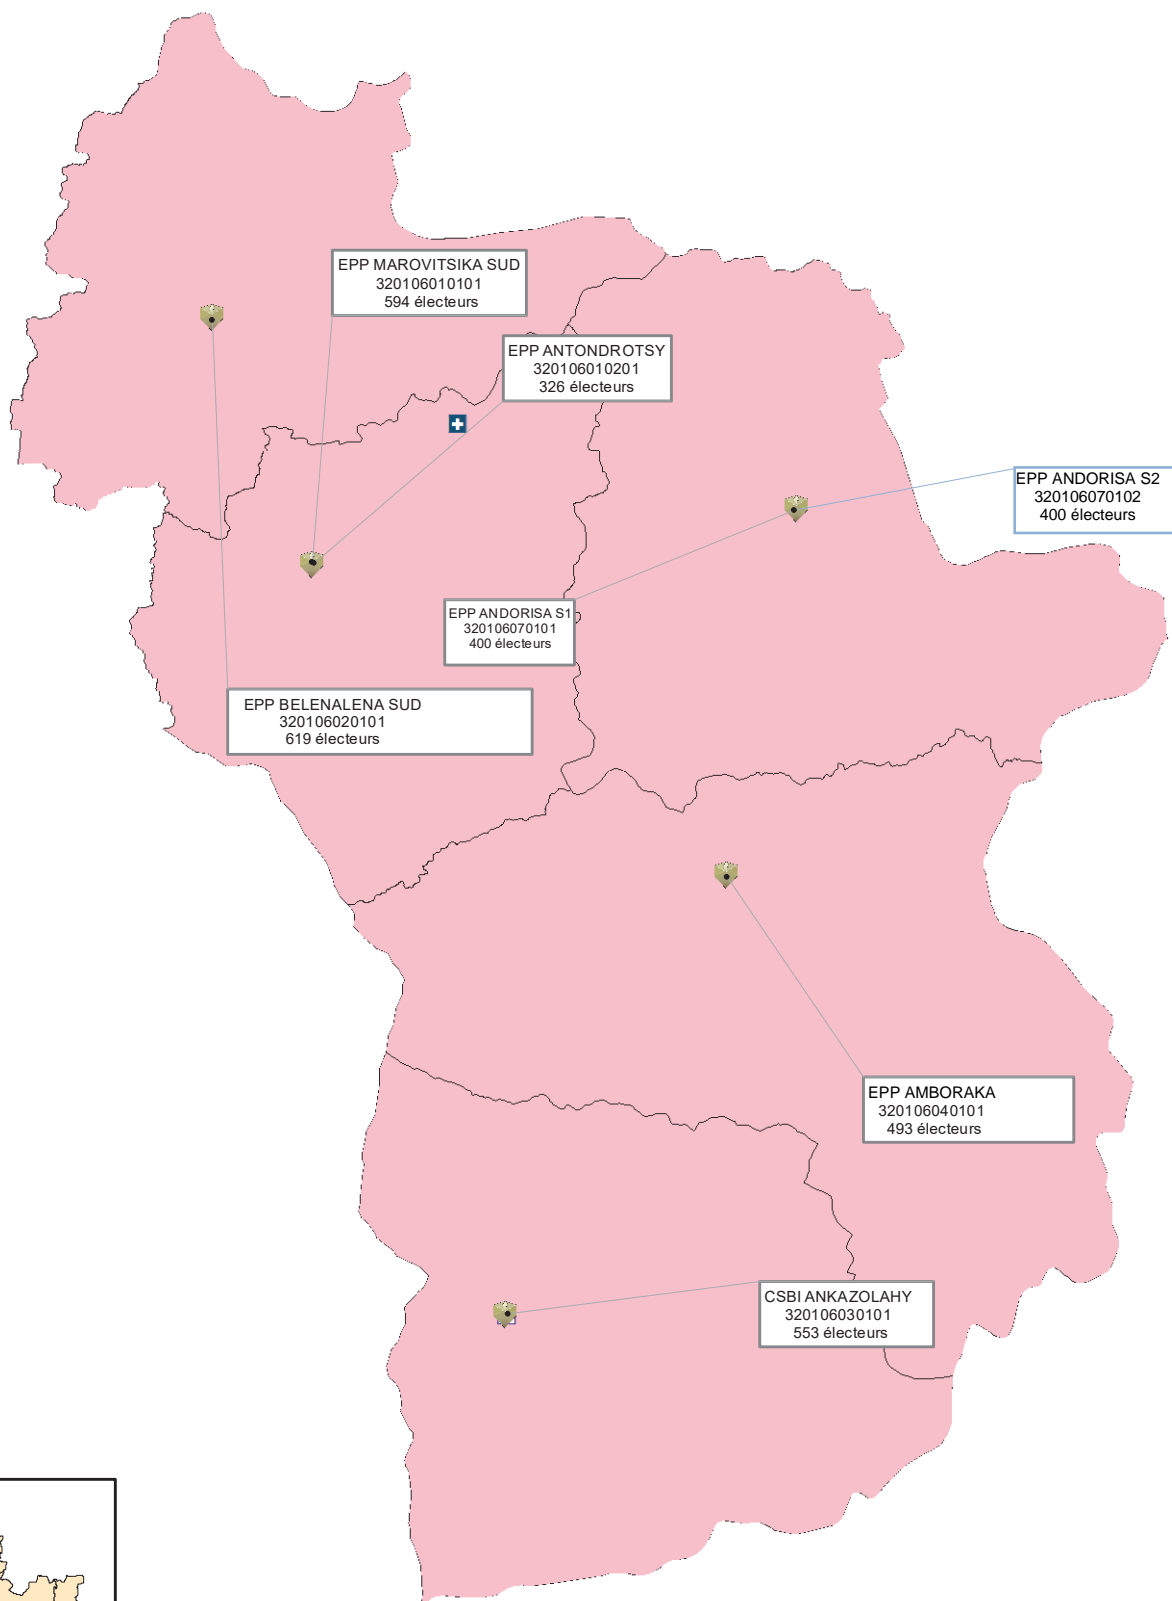 EPP MAROVITSIKA SUD
320106010101
594 électeurs
EPP ANTONDROTSY
320106010201
326 électeurs
EPP ANDORISA S2
320106070102
400 électeurs
EPP ANDORISA S1
320106070101
400 électeurs
EPP BELENALENA SUD
320106020101
619 électeurs
EPP AMBORAKA
320106040101
493 électeurs
CSBI ANKAZOLAHY
320106030101
553 électeurs